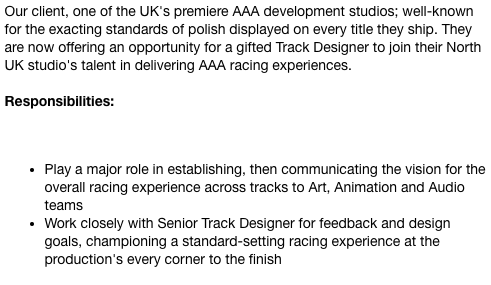 Our client, one of the UK's premiere AAA development studios; well-known
for the exacting standards of polish displayed on every title they ship. They
are now offering an opportunity for a gifted Track Designer to join their North
UK studio's talent in delivering AAA racing experiences.
Responsibilities:
• Play a major role in establishing, then communicating the vision for the
overall racing experience across tracks to Art, Animation and Audio
teams
• Work closely with Senior Track Designer for feedback and design
goals, championing a standard-setting racing experience at the
production's every corner to the finish